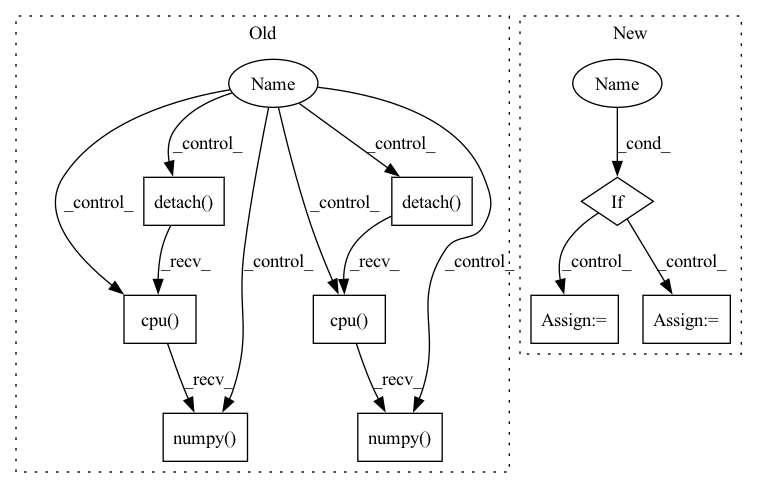 Old
New
Name
Name
_control_
_control_
_cond_
_control_
detach()
_control_
detach()
If
_recv_
_control_
_recv_
_control_
_control_
_control_
cpu()
cpu()
Assign:=
Assign:=
_recv_
_recv_
numpy()
numpy()